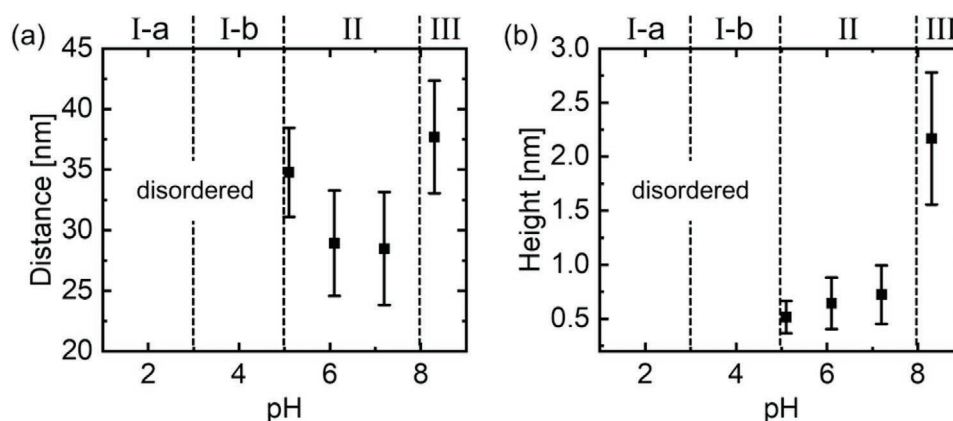 (a) I-a I-b II III
45
40
35
30
25
20
Distance [nm]
disordered
2 4 6 8
pH
(b) I-a I-b II III
3.0
2.5
2.0
1.5
1.0
0.5
Height [nm]
disordered
2 4 6 8
pH